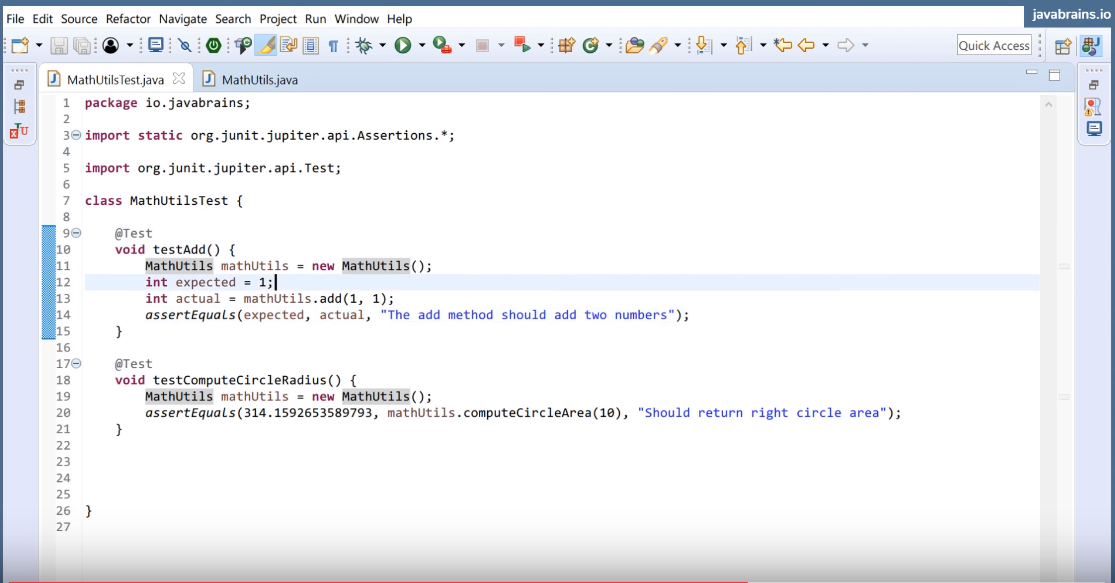 javabrains.io
File Edit Source Refactor Navigate Search Project Run Window Help
Quick Access
MathUtilsTest.java MathUtils.java
1 package io.javabrains;
2
3 import static org.junit.jupiter.api.Assertions.*;
4
5 import org.junit.jupiter.api.Test;
6
7 class MathUtilsTest {
8
9 @Test
10 void testAdd() {
11 MathUtils mathUtils = new MathUtils();
12 int expected = 1;
13 int actual = mathUtils.add(1, 1);
14 assertEquals(expected, actual, "The add method should add two numbers");
15 }
16
17 @Test
18 void testComputeCircleRadius() {
19 MathUtils mathUtils = new MathUtils();
20 assertEquals(314.1592653589793, mathUtils.computeCircleArea(10), "Should return right circle area");
21 }
22
23
24
25
26 }
27